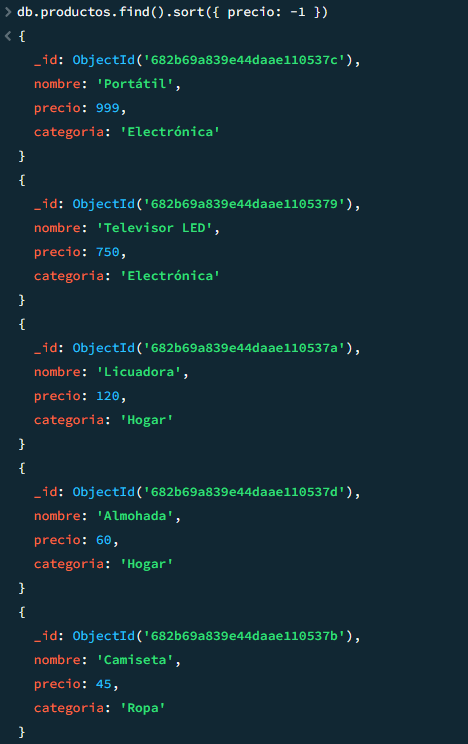 > db.productos.find().sort({ precio: -1 })
< {
_id: ObjectId('682b69a839e44daae110537c'),
nombre: 'Portátil',
precio: 999,
categoria: 'Electrónica'
}
{
_id: ObjectId('682b69a839e44daae1105379'),
nombre: 'Televisor LED',
precio: 750,
categoria: 'Electrónica'
}
{
_id: ObjectId('682b69a839e44daae110537a'),
nombre: 'Licuadora',
precio: 120,
categoria: 'Hogar'
}
{
_id: ObjectId('682b69a839e44daae110537d'),
nombre: 'Almohada',
precio: 60,
categoria: 'Hogar'
}
{
_id: ObjectId('682b69a839e44daae110537b'),
nombre: 'Camiseta',
precio: 45,
categoria: 'Ropa'
}